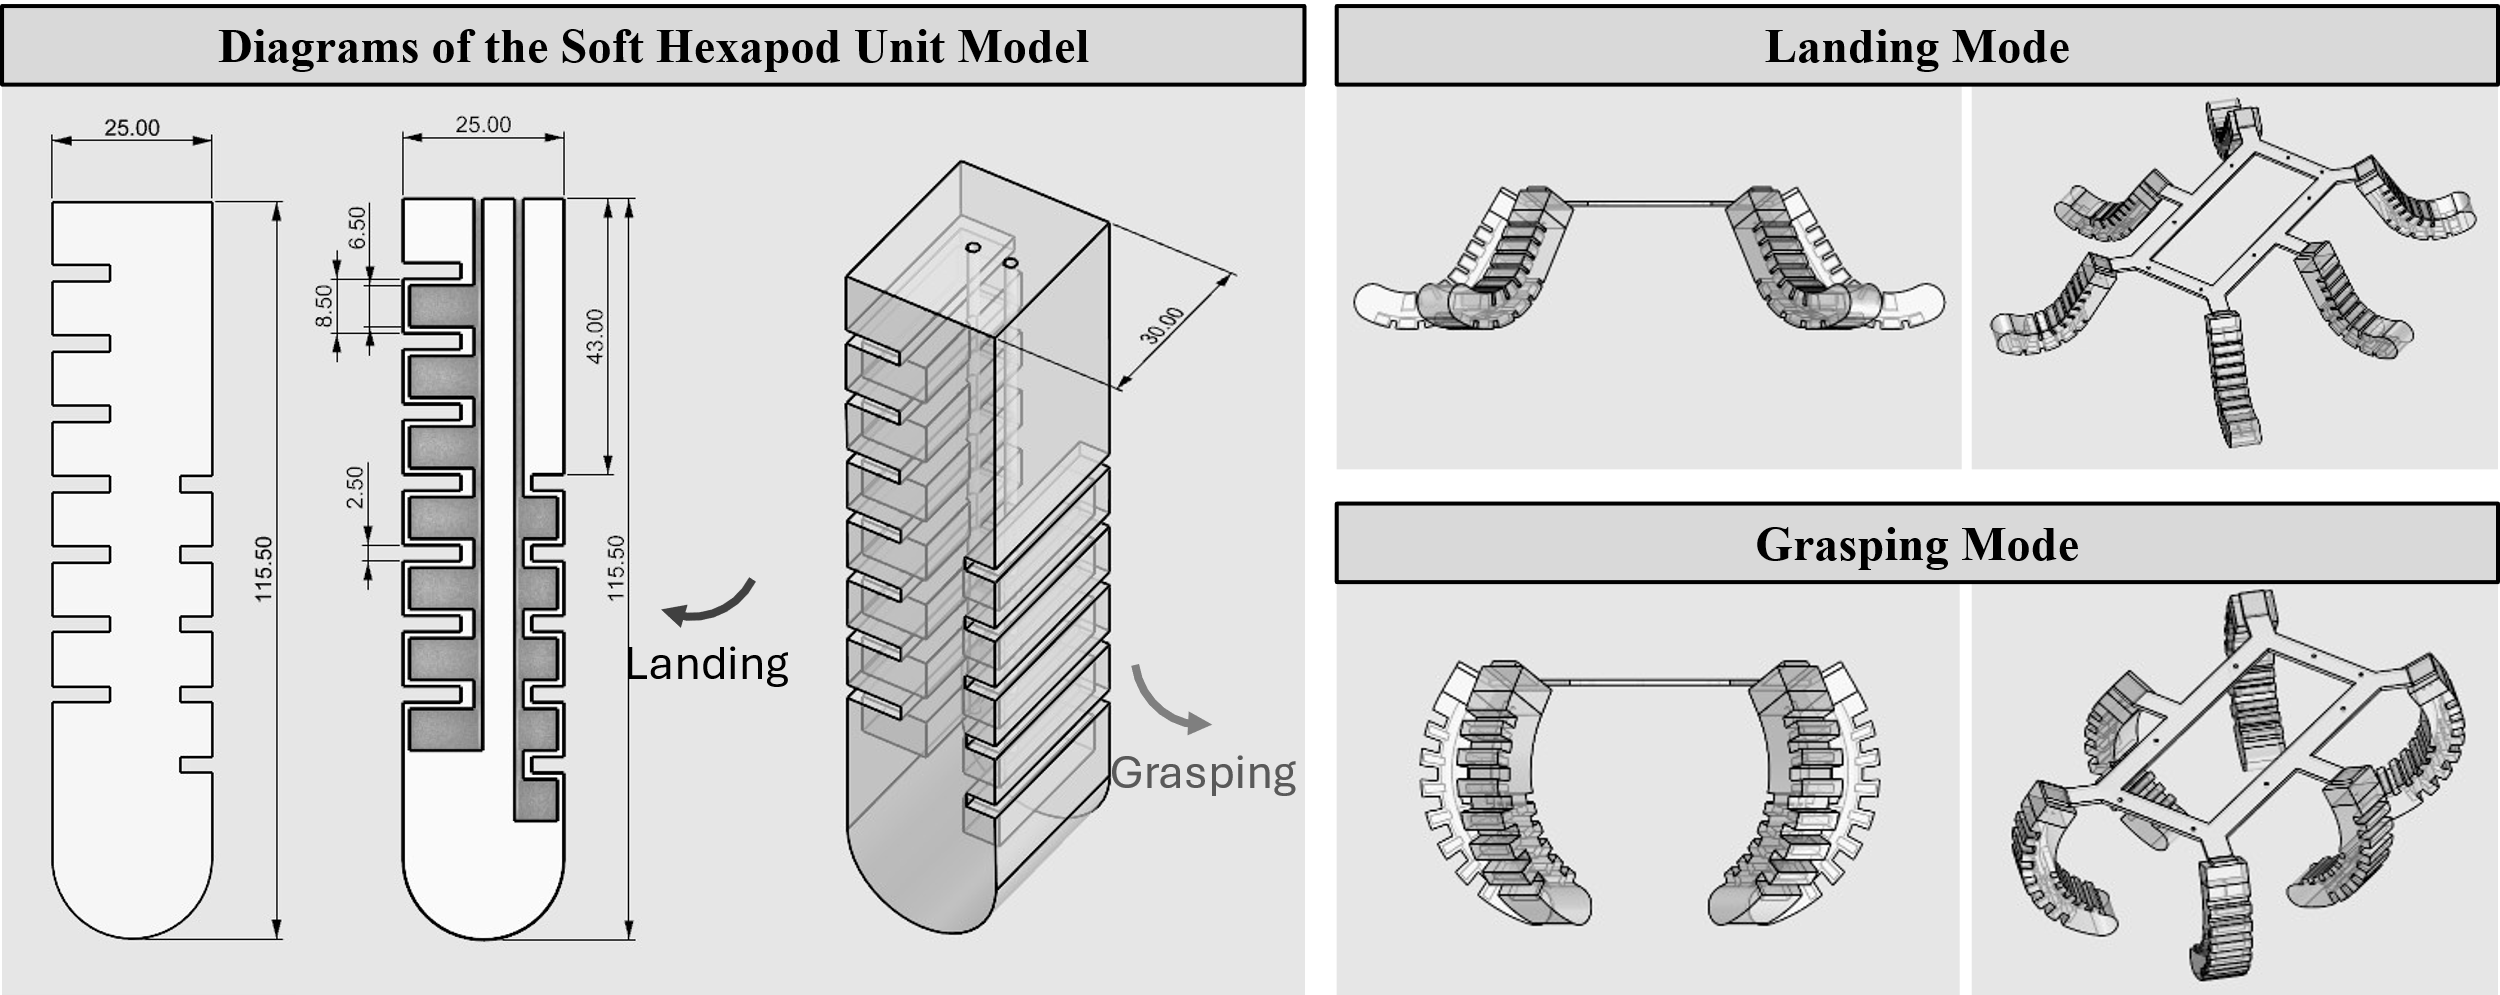 Diagrams of the Soft Hexapod Unit Model
25.00
115.50
25.00
6.50
8.50
2.50
43.00
115.50
30.00
Landing
Grasping
Landing Mode
Grasping Mode